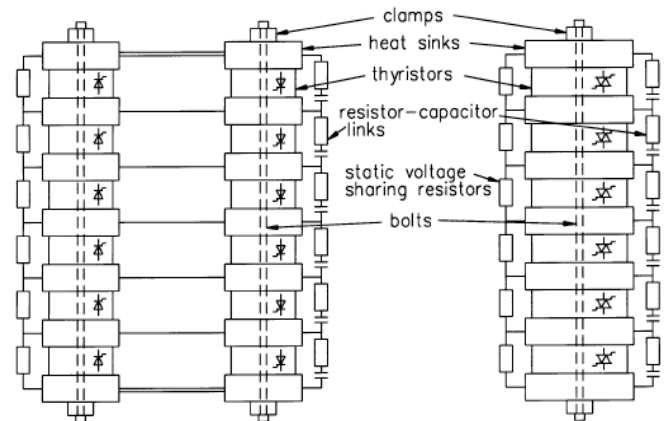 clamps
heat sinks
thyristors
resistor-capacitor
links
static voltage
sharing resistors
bolts